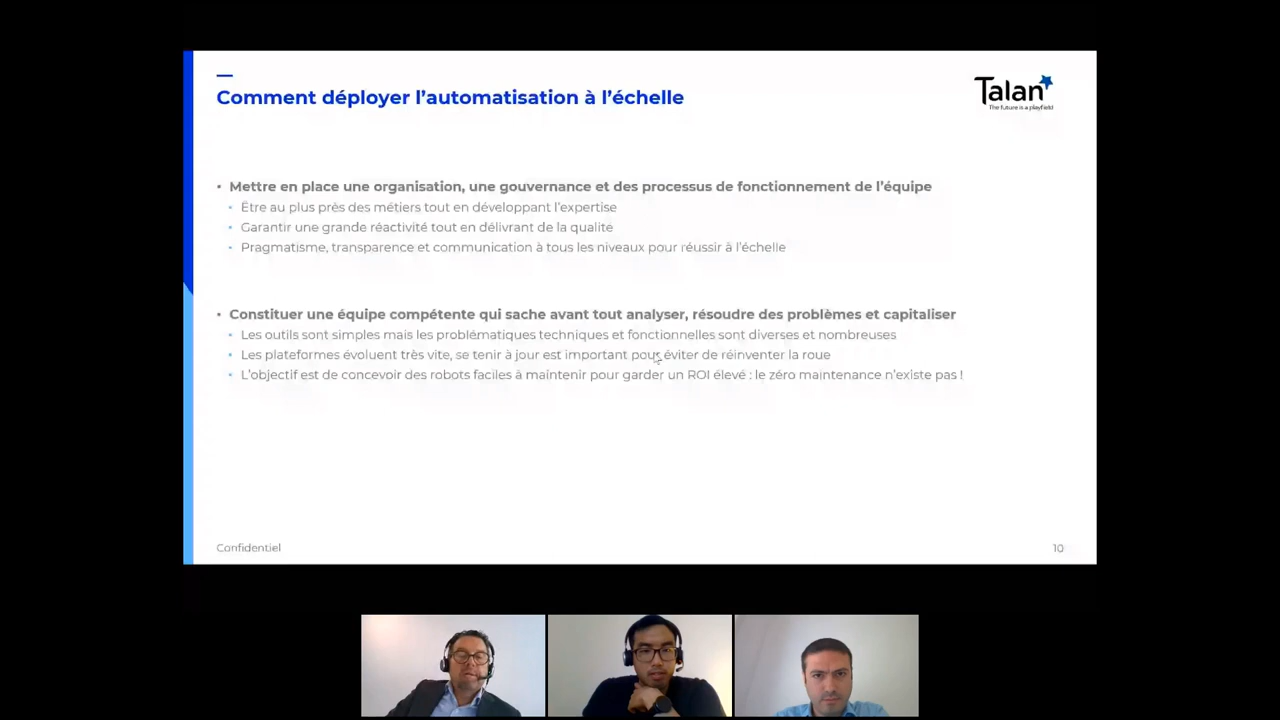 Comment déployer l'automatisation à l'échelle
Talan
The future is a playfield
• Mettre en place une organisation, une gouvernance et des processus de fonctionnement de l'équipe
• Être au plus près des métiers tout en développant l'expertise
• Garantir une grande réactivité tout en délivrant de la qualite
• Pragmatisme, transparence et communication à tous les niveaux pour réussir à l'échelle
• Constituer une équipe compétente qui sache avant tout analyser, résoudre des problèmes et capitaliser
• Les outils sont simples mais les problématiques techniques et fonctionnelles sont diverses et nombreuses
• Les plateformes évoluent très vite, se tenir à jour est important pour éviter de réinventer la roue
• L'objectif est de concevoir des robots faciles à maintenir pour garder un ROI élevé : le zéro maintenance n'existe pas !
Confidentiel
10